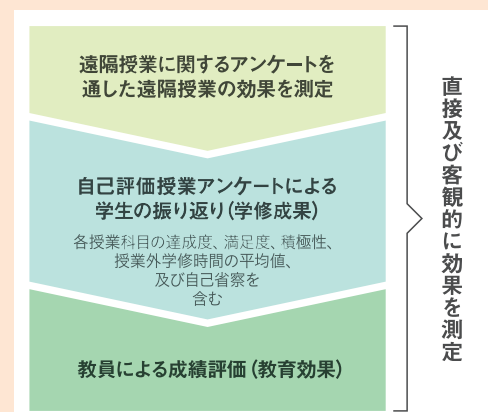 遠隔授業に関するアンケートを
通した遠隔授業の効果を測定
自己評価授業アンケートによる
学生の振り返り(学修成果)
各授業科目の達成度、満足度、積極性、
授業外学修時間の平均値、
及び自己省察を
含む
教員による成績評価(教育効果)
直接及び客観的に効果を測定